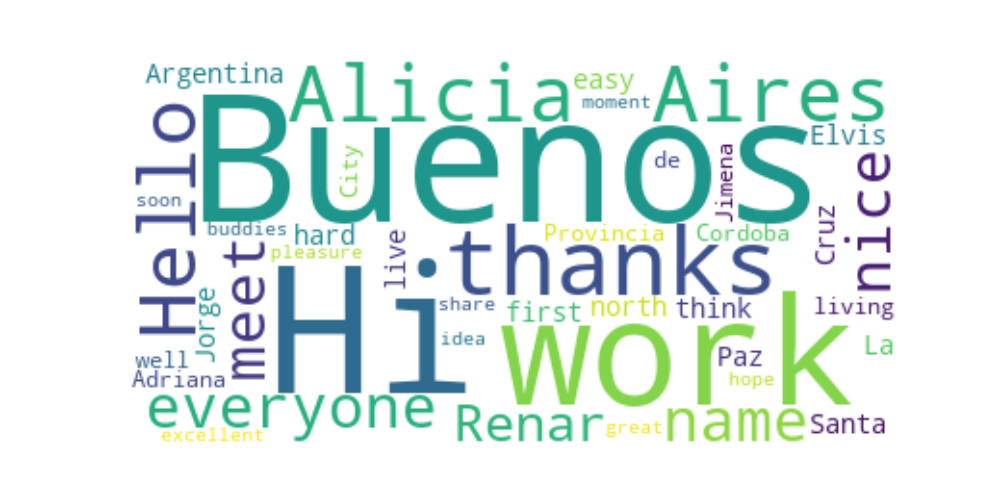 Argentina
Alicia
easy
moment
Aires
Hello
Buenos
City
de
Jimena
Elvis
nice
soon
buddies
hard
pleasure
live
thanks
Provincia
Cordoba
Cruz
meet
Jorge
Hi
share
idea
first
north
think
living
work
La
Paz
hope
well
Adriana
everyone
excellent
Renar
great
name
Santa